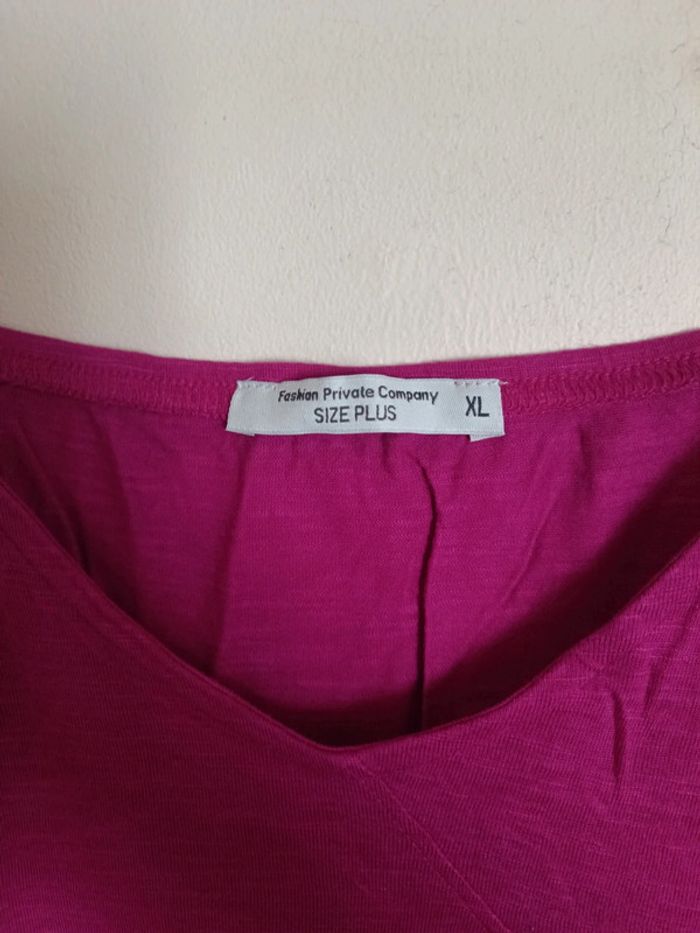 Fashion Private Company
SIZE PLUS
XL